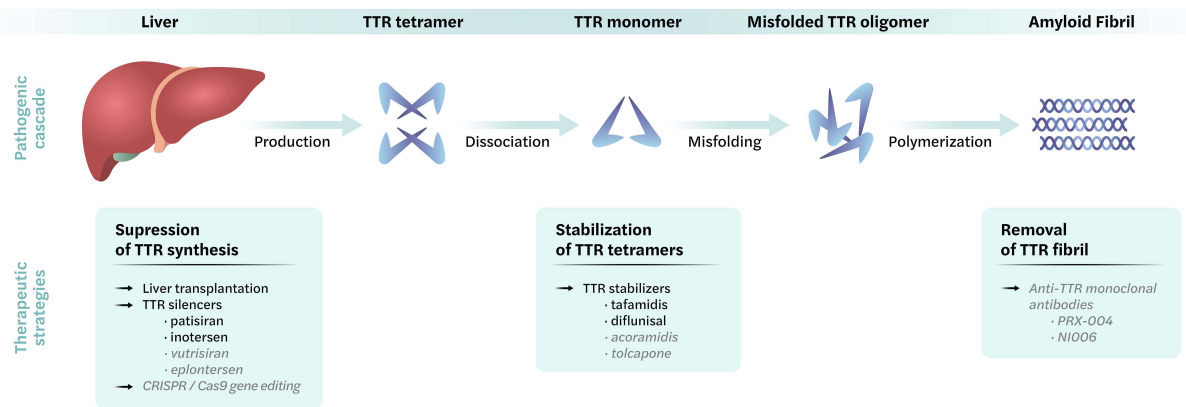 Liver
TTR tetramer
TTR monomer
Misfolded TTR oligomer
Amyloid Fibril
Pathogenic
cascade
Production
Dissociation
Misfolding
Polymerization
Therapeutic
strategies
Supression
of TTR synthesis
→ Liver transplantation
→ TTR silencers
· patisiran
· inotersen
· vutrisiran
· eplontersen
→ CRISPR / Cas9 gene editing
Stabilization
of TTR tetramers
→ TTR stabilizers
· tafamidis
· diflunisal
· acoramidis
· tolcapone
Removal
of TTR fibril
→ Anti-TTR monoclonal
antibodies
· PRX-004
· NI006